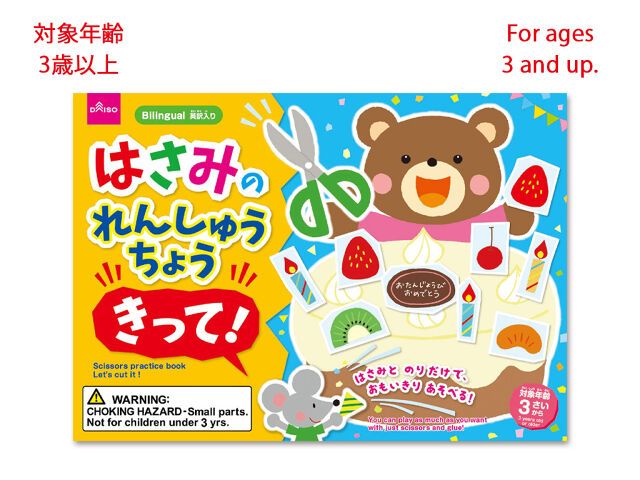 対象年齢
3歳以上
For ages
3 and up.
DAISO
Bilingual 英訳入り
はさみの
れんしゅう
ちょう
きって!
Scissors practice book
Let's cut it !
WARNING:
CHOKING HAZARD-Small parts.
Not for children under 3 yrs.
おたんじょうび
おめでとう
はさみと のりだけで、
おもいきり あそべる!
You can play as much as you want
with just scissors and glue!
対象年齢
3さい
から
3 years old
or older